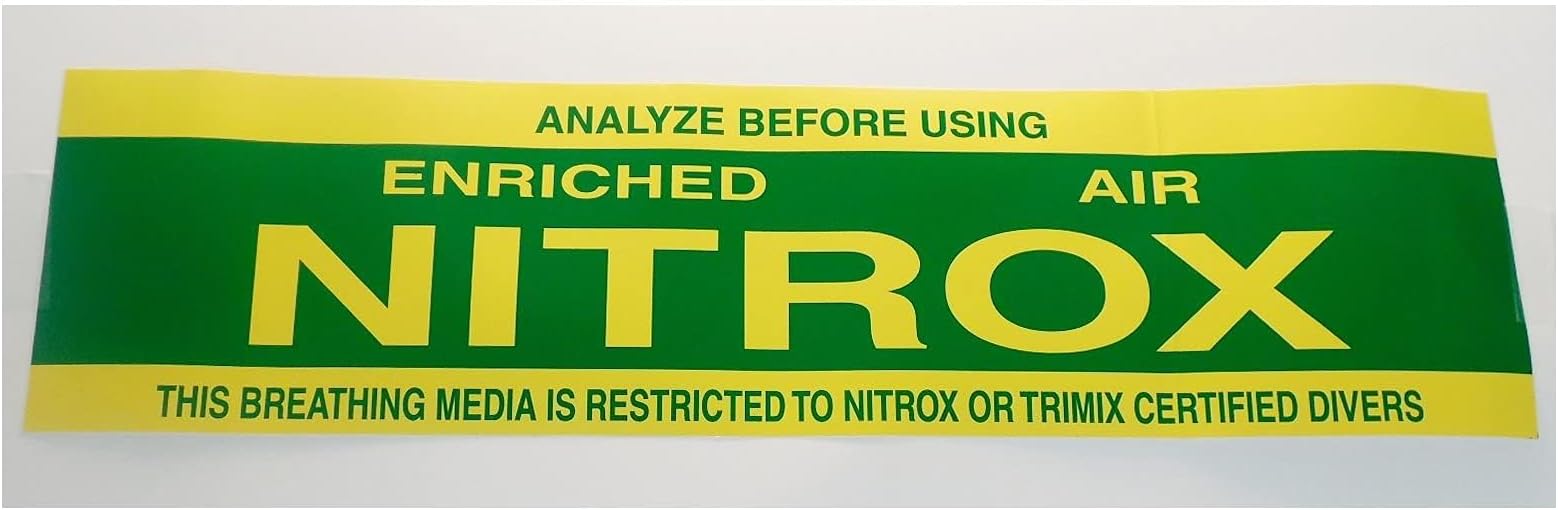 ANALYZE BEFORE USING
ENRICHED AIR
NITROX
THIS BREATHING MEDIA IS RESTRICTED TO NITROX OR TRIMIX CERTIFIED DIVERS